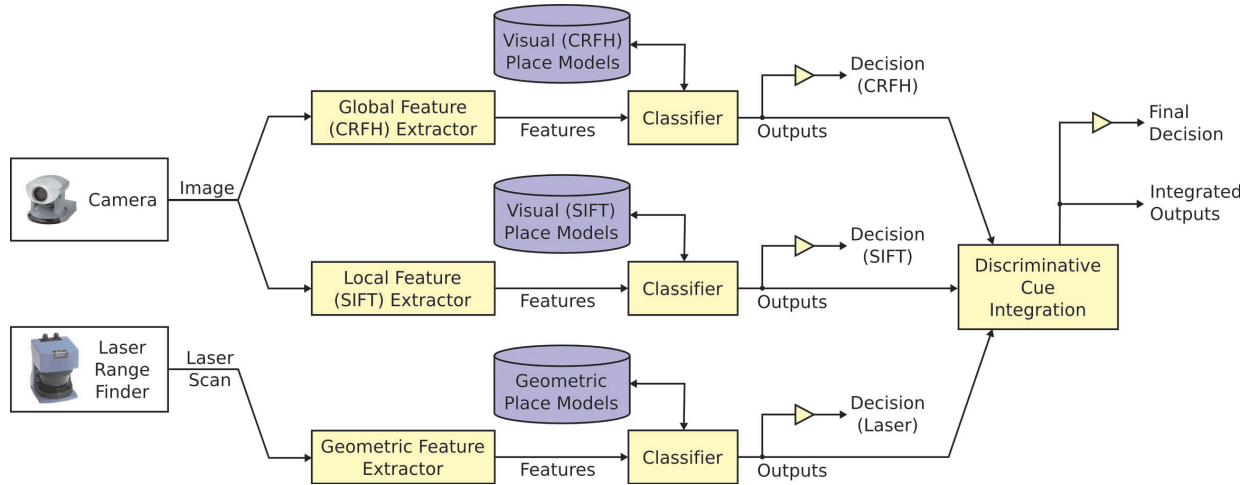 Visual (CRFH)
Place Models
Decision
(CRFH)
Global Feature
(CRFH) Extractor
Features
Classifier
Outputs
Final
Decision
Camera
Image
Integrated
Outputs
Visual (SIFT)
Place Models
Decision
(SIFT)
Local Feature
(SIFT) Extractor
Features
Classifier
Outputs
Discriminative
Cue
Integration
Laser
Range
Finder
Laser
Scan
Geometric
Place Models
Decision
(Laser)
Geometric Feature
Extractor
Features
Classifier
Outputs